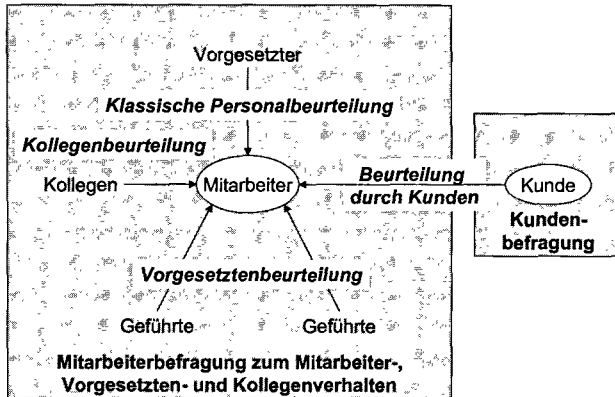 Vorgesetzter
Klassische Personalbeurteilung
Kollegenbeurteilung
Kollegen
Mitarbeiter
Beurteilung
durch Kunden
Kunde
Kunden-
befragung
Vorgesetztenbeurteilung
Geführte
Geführte
Mitarbeiterbefragung zum Mitarbeiter-,
Vorgesetzten- und Kollegenverhalten